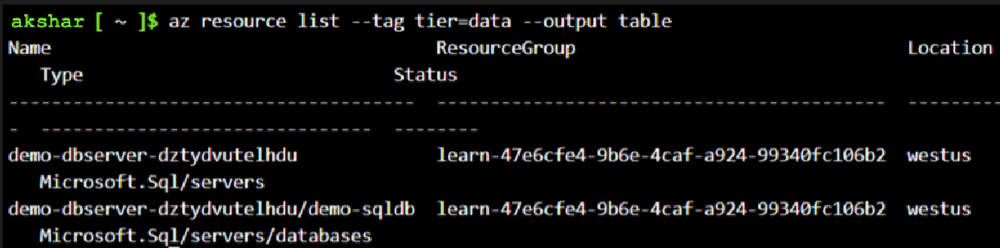 akshar [ ~ ]$ az resource list --tag tier=data --output table
Name                                   ResourceGroup                               Location
   Type                             Status
-------------------------------------  ------------------------------------------  ---------
-  -------------------------------  --------
demo-dbserver-dztydvutelhdu            learn-47e6cfe4-9b6e-4caf-a924-99340fc106b2  westus
   Microsoft.Sql/servers
demo-dbserver-dztydvutelhdu/demo-sqldb  learn-47e6cfe4-9b6e-4caf-a924-99340fc106b2  westus
   Microsoft.Sql/servers/databases